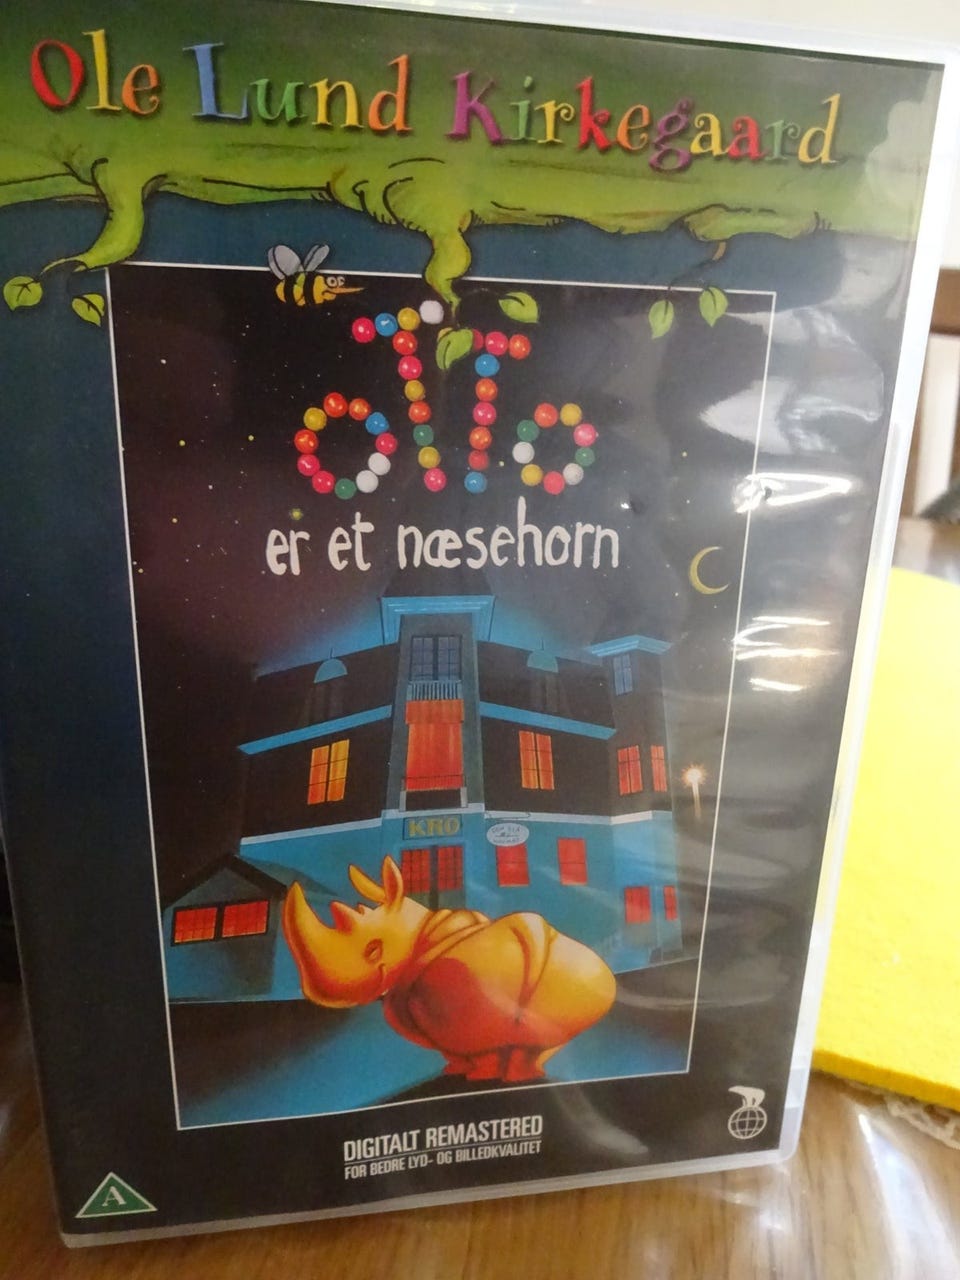 Ole Lund Kirkegaard
OTTO
er et næsehorn
KRO
DIGITALT REMASTERED
FOR BEDRE LYD- OG BILLEDKVALITET
A